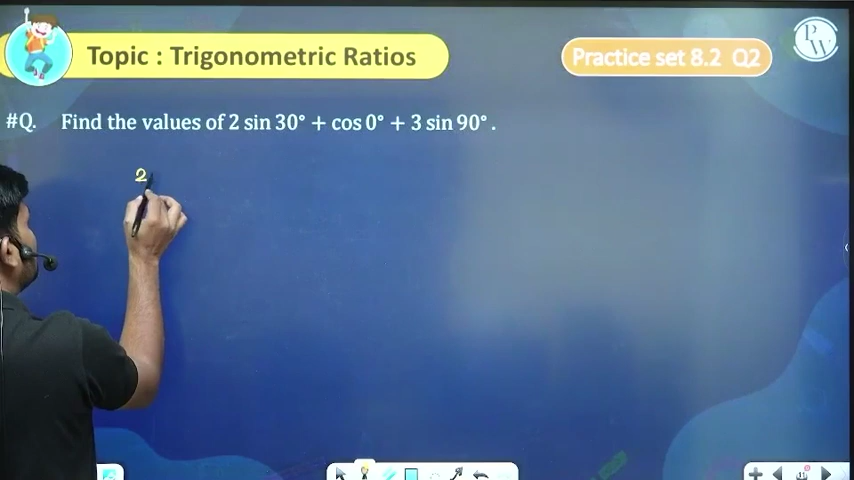 Topic : Trigonometric Ratios
Practice set 8.2 Q2
PW
#Q. Find the values of 2 sin 30° + cos 0° + 3 sin 90° .
2